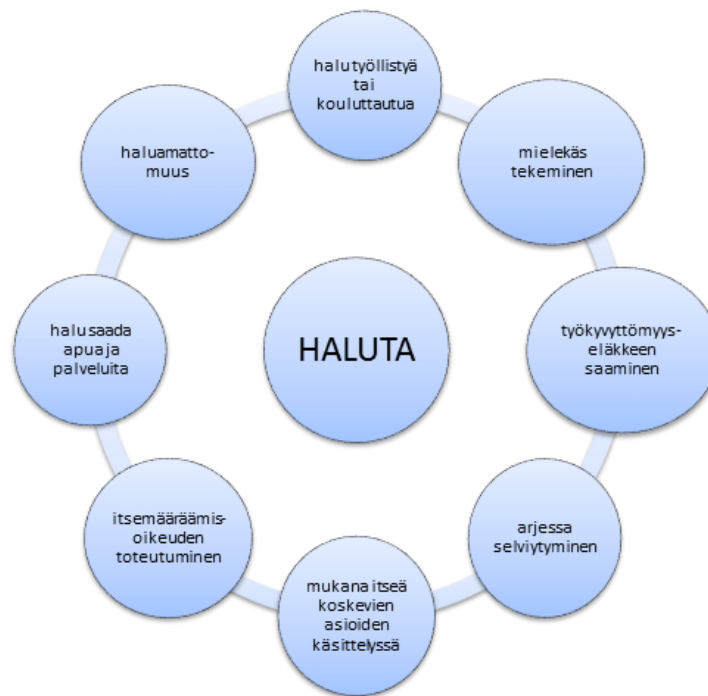 halu työllistyä
tai
kouluttautua
mielekäs
tekeminen
työkyvyttömyys-
eläkkeen
saaminen
arjessa
selviytyminen
mukana itseä
koskevien
asioiden
käsittelyssä
itsemääräämis-
oikeuden
toteutuminen
halu saada
apua ja
palveluita
haluamatto-
muus
HALUTA